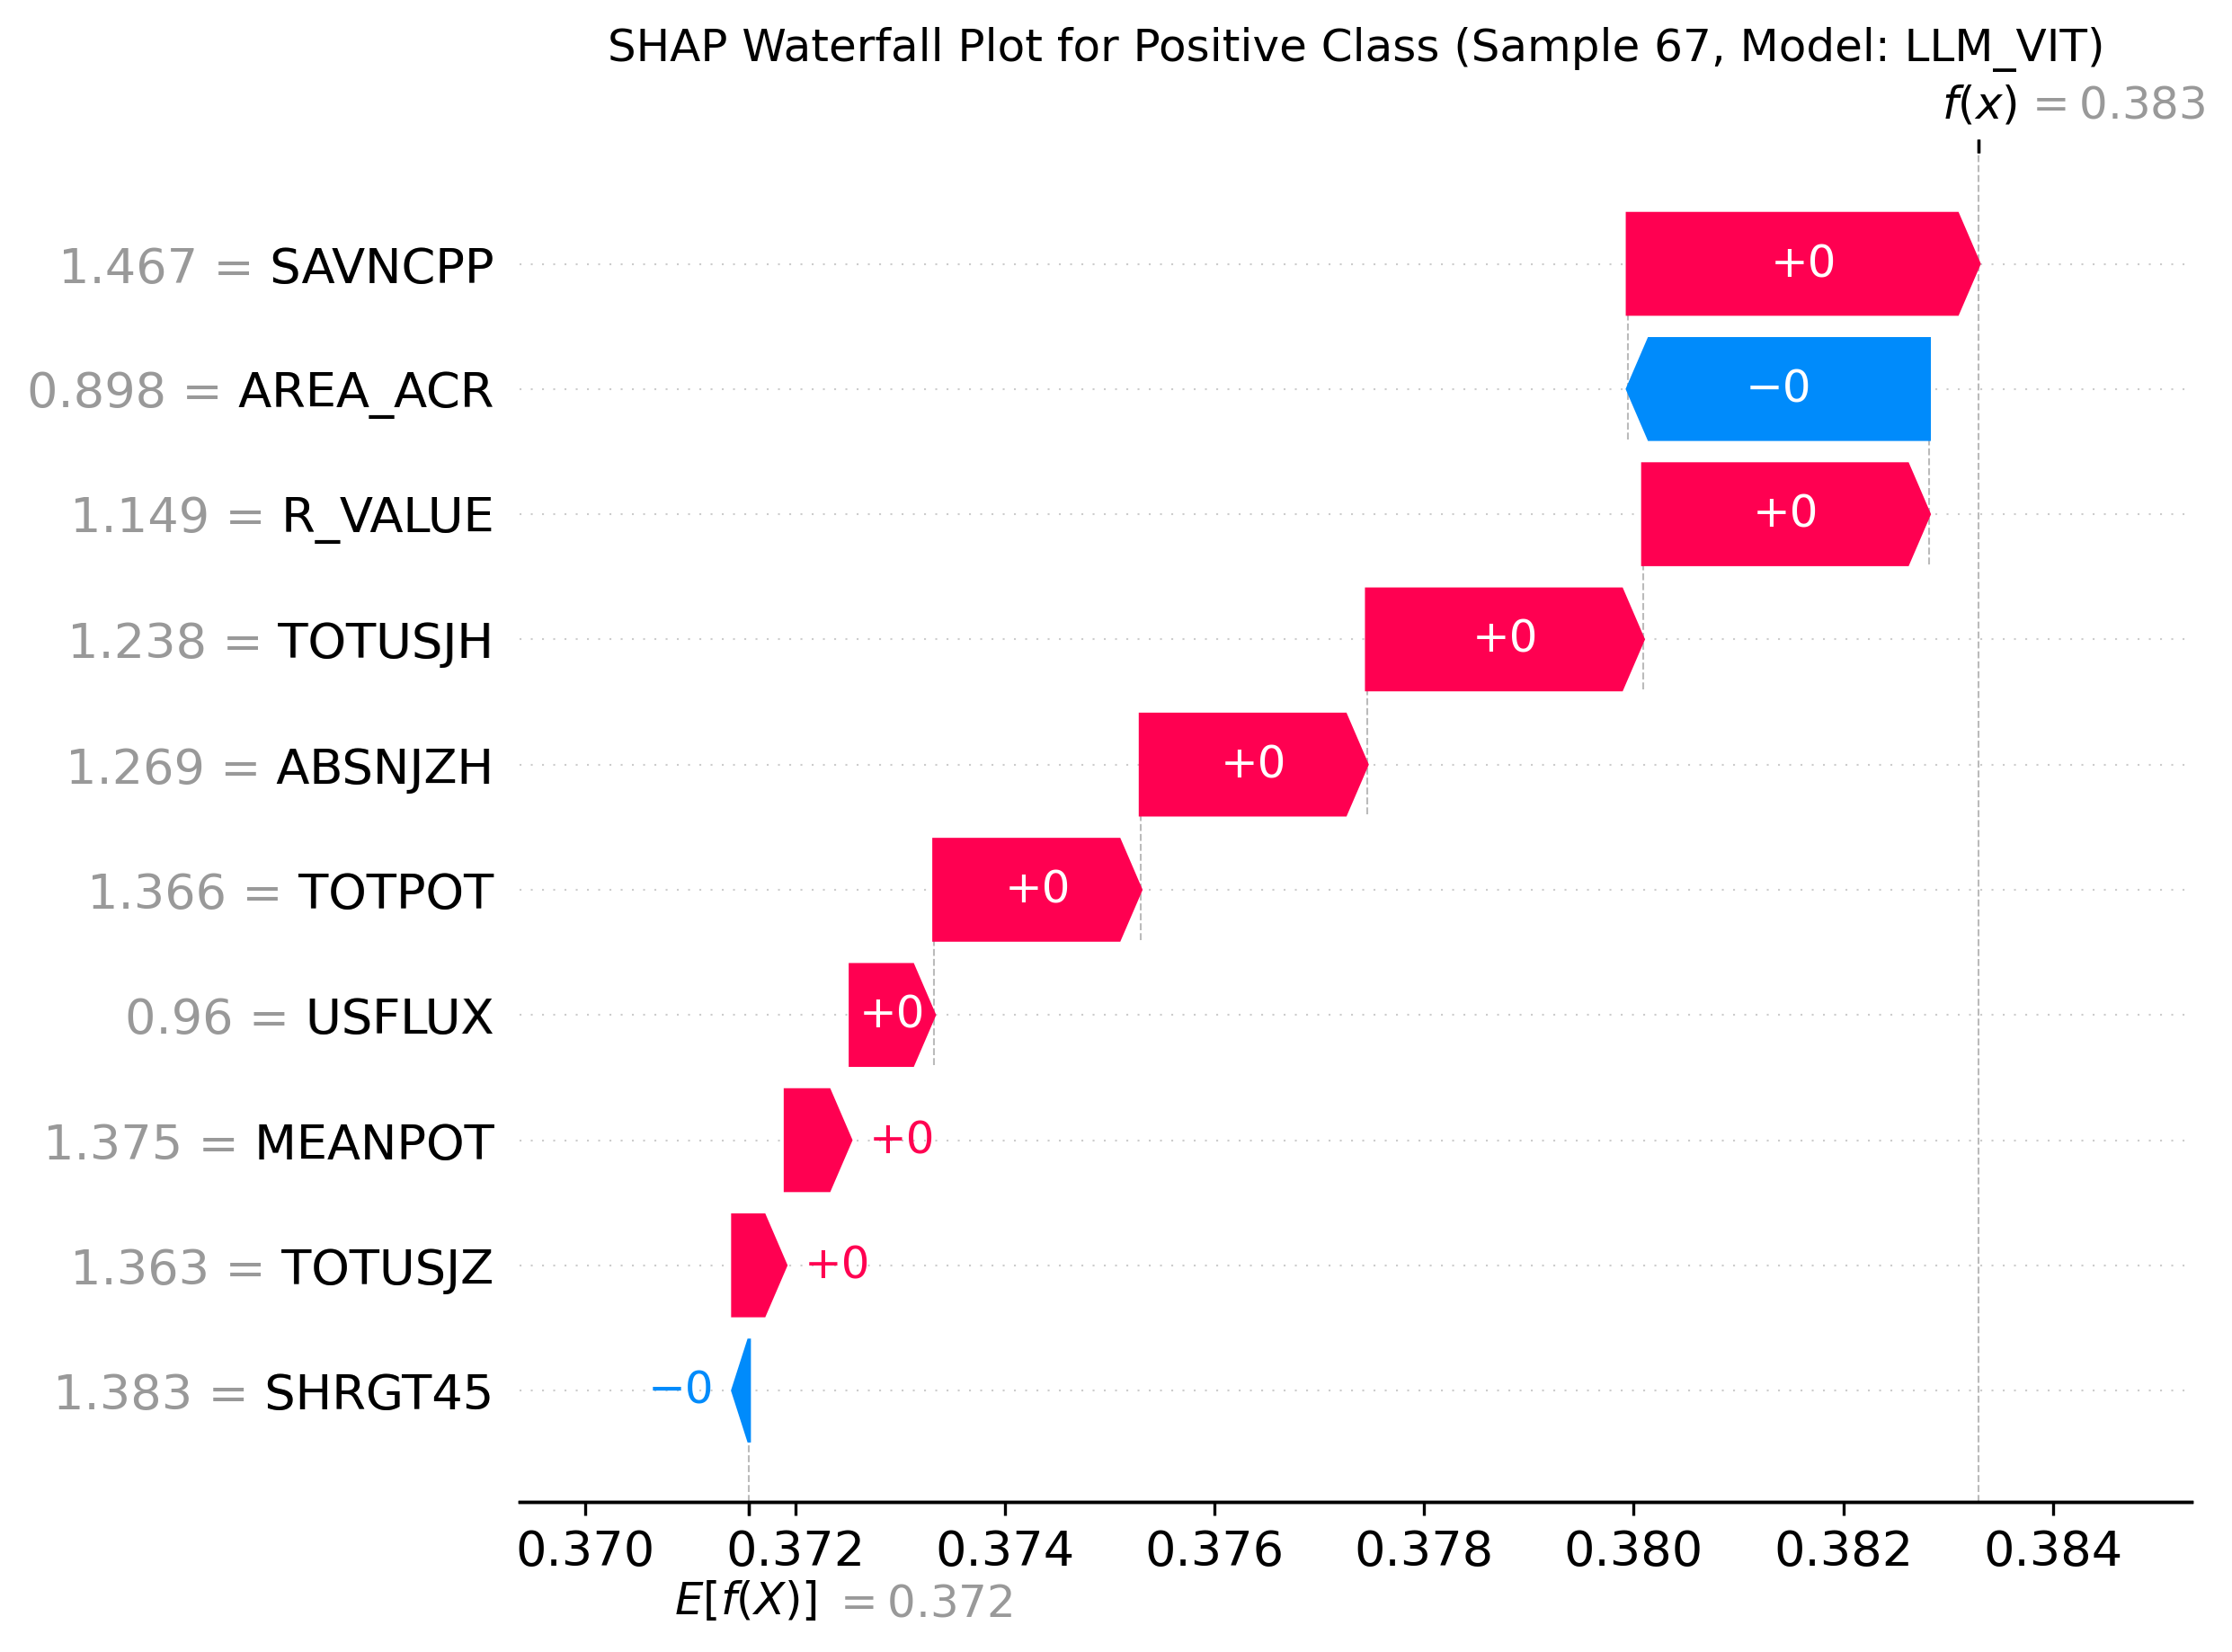 SHAP Waterfall Plot for Positive Class (Sample 67, Model: LLM_VIT)
f(x) = 0.383
1.467 = SAVNCPP +0
0.898 = AREA_ACR −0
1.149 = R_VALUE +0
1.238 = TOTUSJH +0
1.269 = ABSNJZH +0
1.366 = TOTPOT +0
0.96 = USFLUX +0
1.375 = MEANPOT +0
1.363 = TOTUSJZ +0
1.383 = SHRGT45 −0
0.370 0.372 0.374 0.376 0.378 0.380 0.382 0.384
E[f(X)] = 0.372